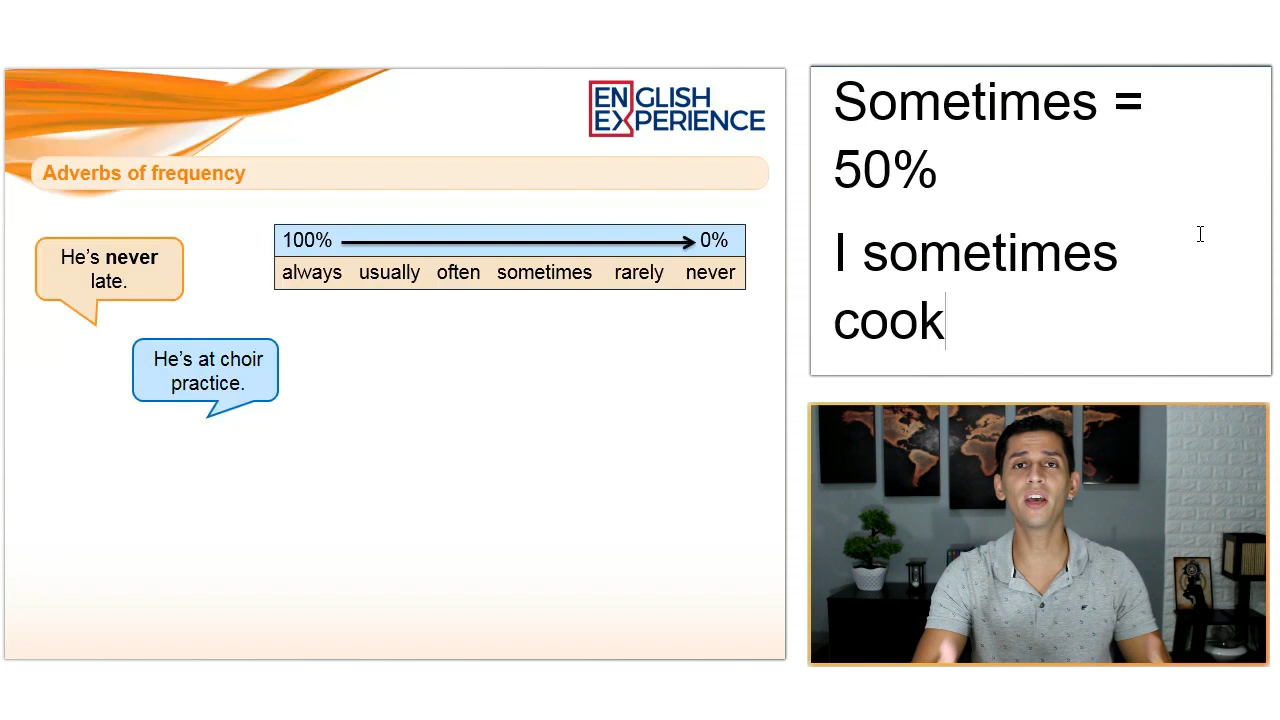 ENGLISH
EXPERIENCE
Adverbs of frequency
He's never
late.
100% 0%
always usually often sometimes rarely never
He's at choir
practice.
Sometimes =
50%
I sometimes
cook